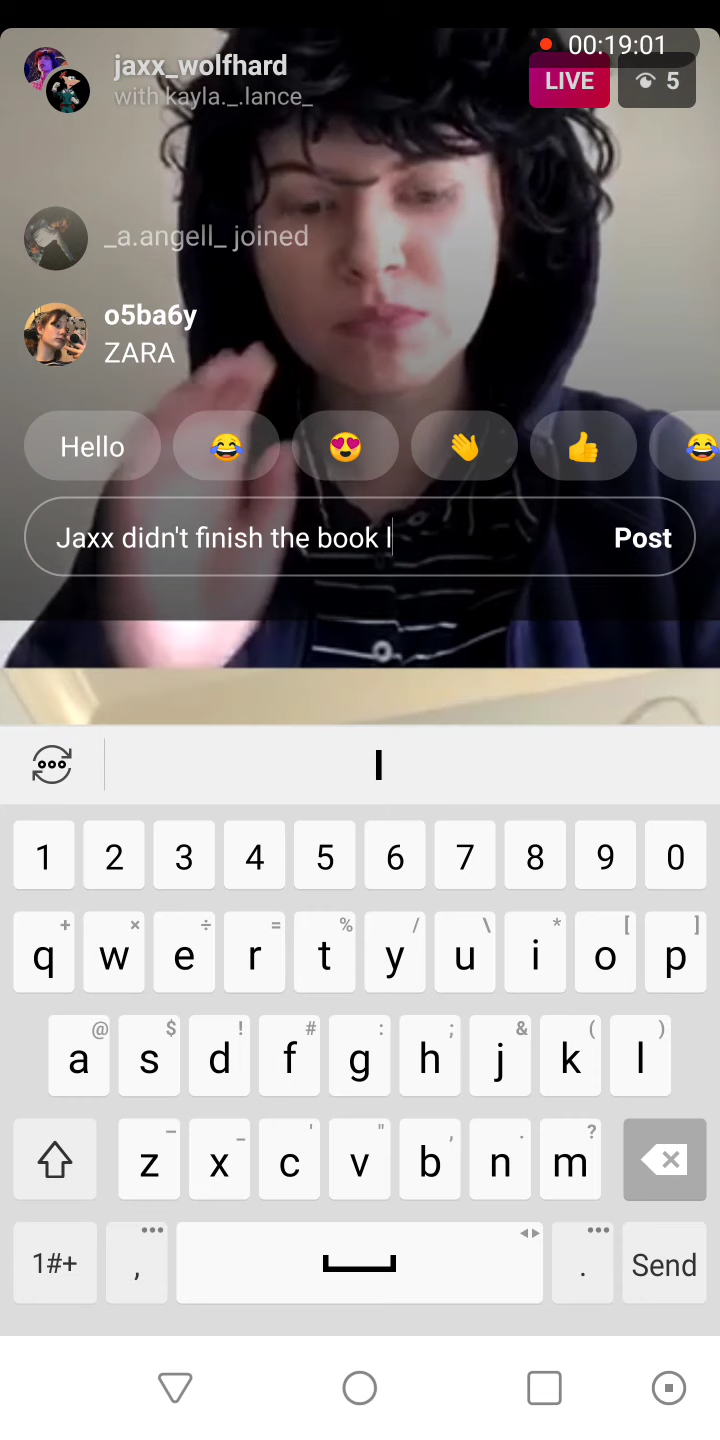 00:19:01
jaxx_wolfhard
with kayla._.lance_
LIVE
5
_a.angell_ joined
o5ba6y
ZARA
Hello
Jaxx didn't finish the book I
Post
I
1 2 3 4 5 6 7 8 9 0
+ × ÷ = % / \ * [ ]
q w e r t y u i o p
@ $ ! # : ; & ( )
a s d f g h j k l
– _ ' " , . ?
z x c v b n m
1#+ , . Send